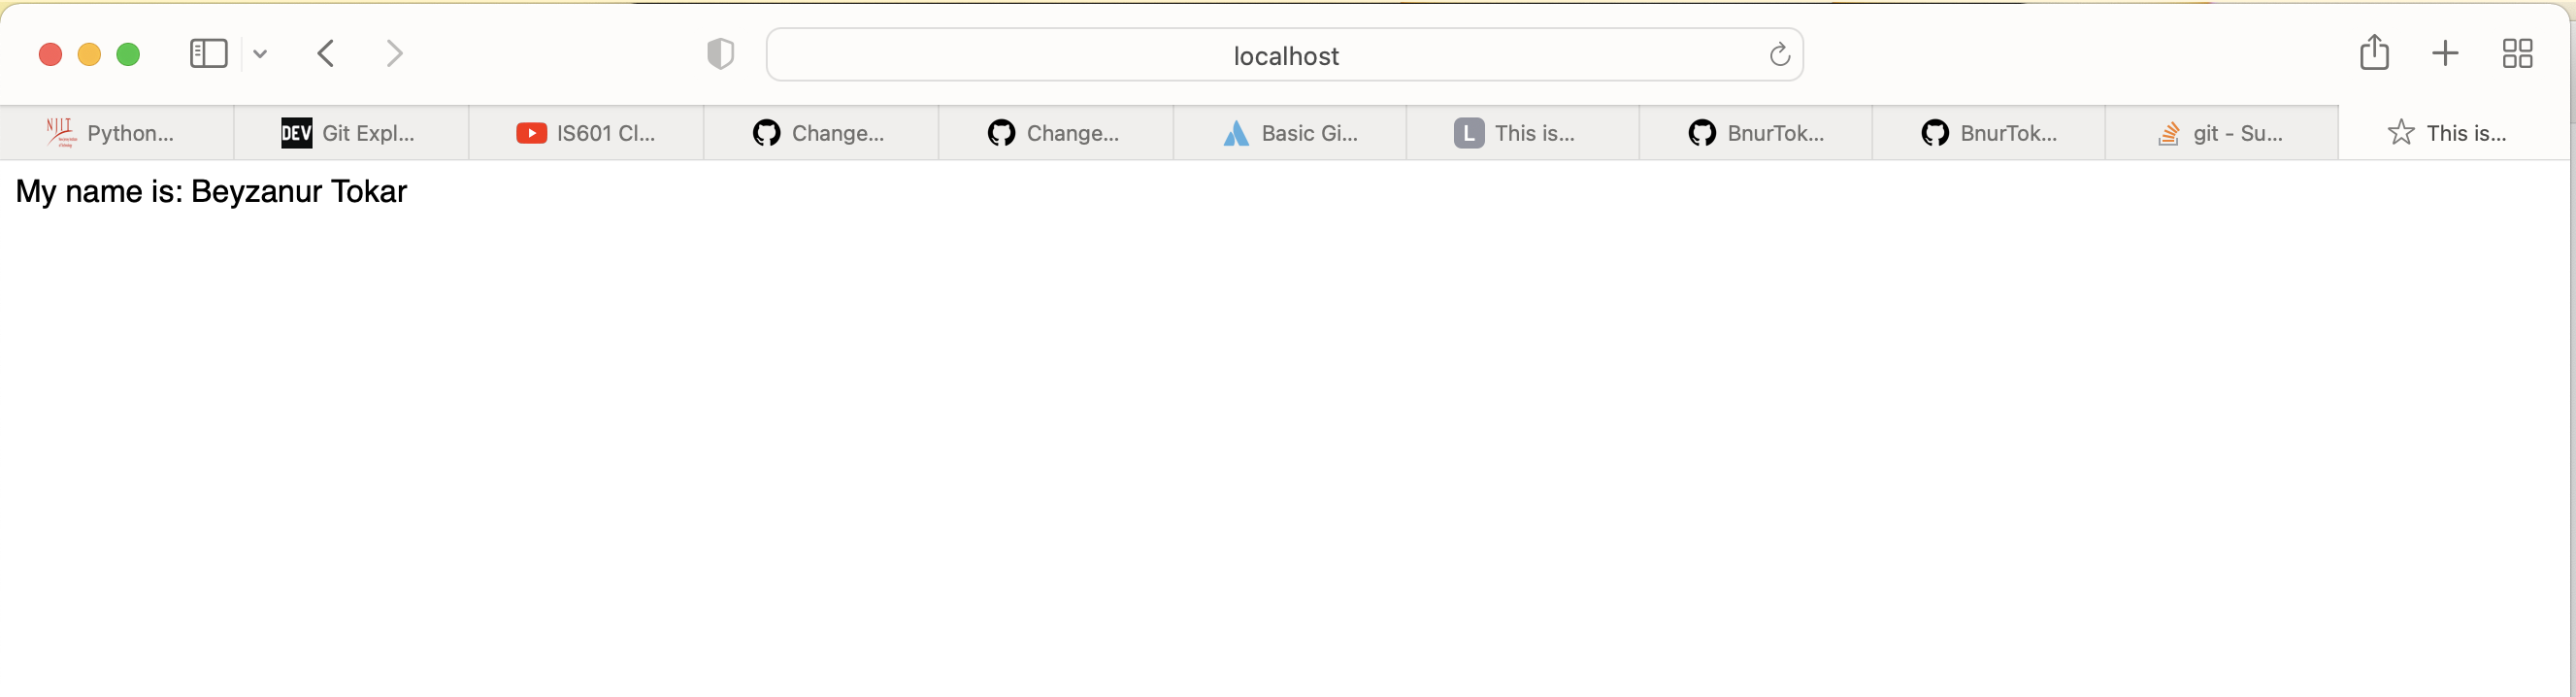 localhost
NJIT Python...
DEV Git Expl...
IS601 Cl...
Change...
Change...
Basic Gi...
L This is...
BnurTok...
BnurTok...
git - Su...
This is...
My name is: Beyzanur Tokar